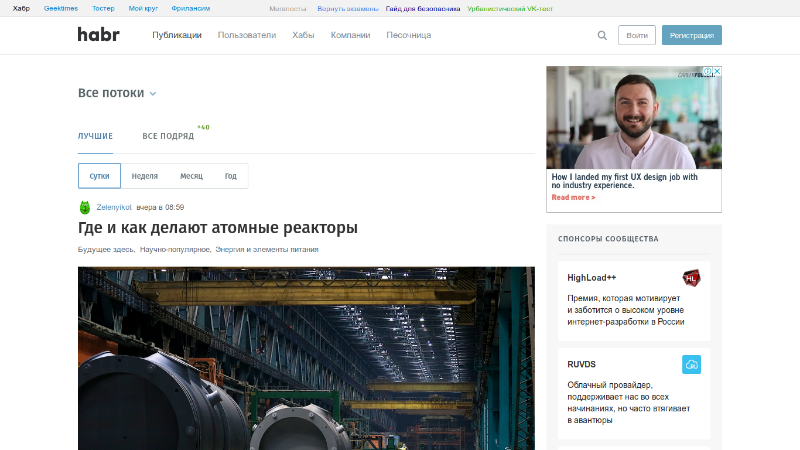 Хабр Geektimes Тостер Мой круг Фрилансим Мегапосты: Вернуть экзамены Гайд для безопасника Урбанистический VK-тест
habr Публикации Пользователи Хабы Компании Песочница Войти Регистрация
Все потоки
ЛУЧШИЕ ВСЕ ПОДРЯД +40
Сутки Неделя Месяц Год
Zelenyikot вчера в 08:59
Где и как делают атомные реакторы
Будущее здесь, Научно-популярное, Энергия и элементы питания
How I landed my first UX design job with
no industry experience.
Read more >
СПОНСОРЫ СООБЩЕСТВА
HighLoad++
HL
Премия, которая мотивирует
и заботится о высоком уровне
интернет-разработки в России
RUVDS
Облачный провайдер,
поддерживает нас во всех
начинаниях, но часто втягивает
в авантюры